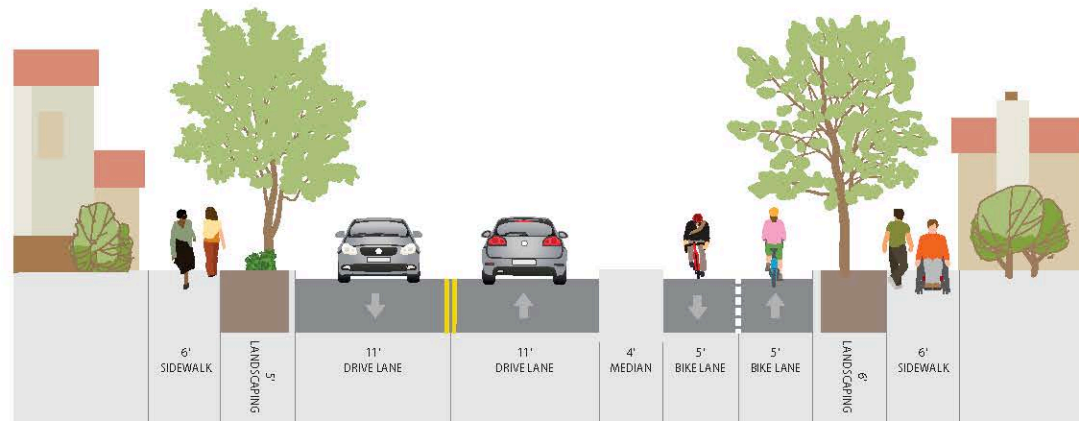 6'
SIDEWALK
5'
LANDSCAPING
11'
DRIVE LANE
11'
DRIVE LANE
4'
MEDIAN
5'
BIKE LANE
5'
BIKE LANE
6'
LANDSCAPING
6'
SIDEWALK